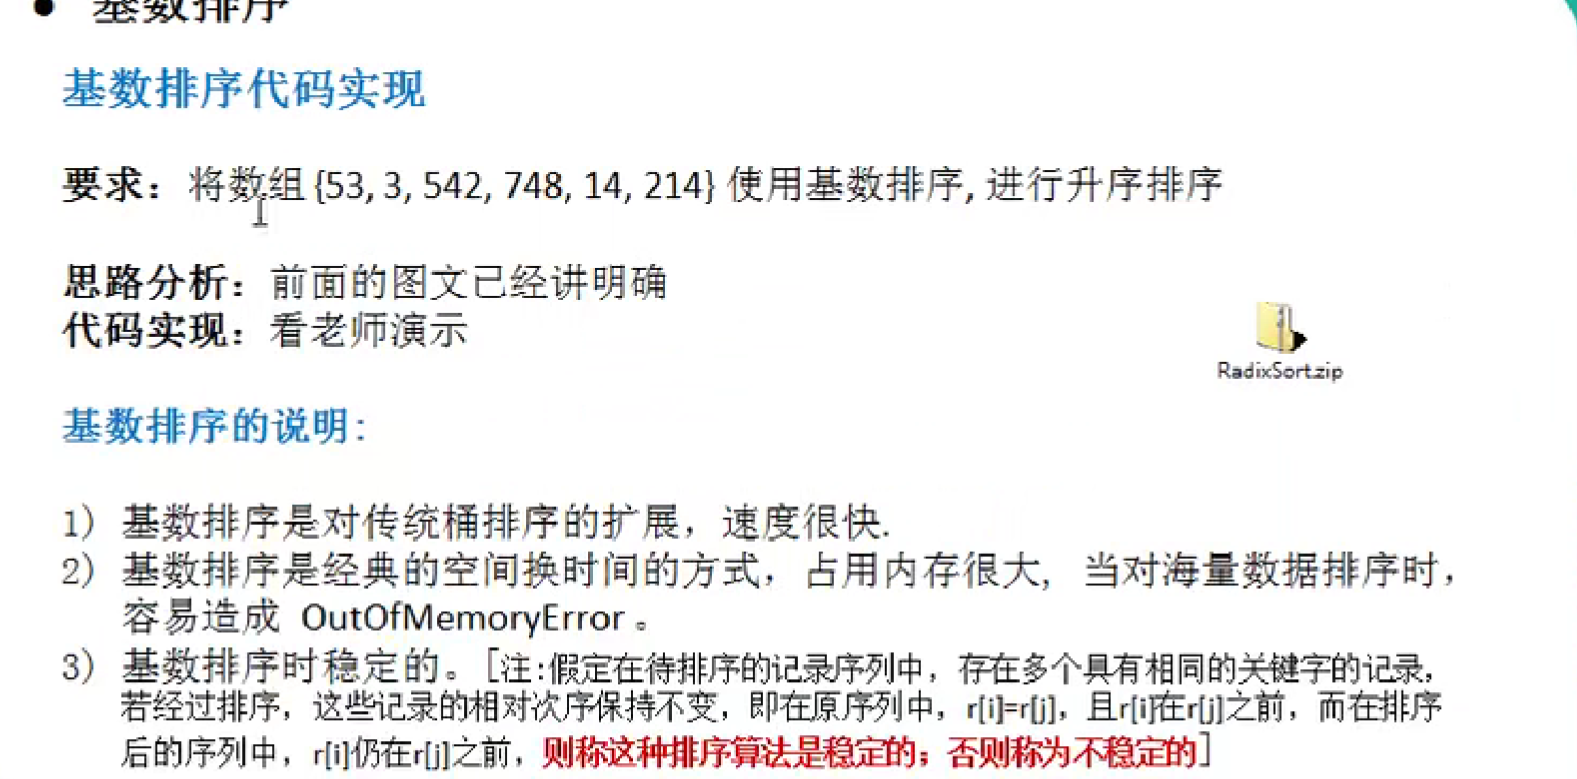 ● 基数排序
基数排序代码实现
要求：将数组 {53, 3, 542, 748, 14, 214} 使用基数排序, 进行升序排序
思路分析：前面的图文已经讲明确
代码实现：看老师演示
RadixSort.zip
基数排序的说明:
1) 基数排序是对传统桶排序的扩展，速度很快.
2) 基数排序是经典的空间换时间的方式，占用内存很大, 当对海量数据排序时，
容易造成 OutOfMemoryError 。
3) 基数排序时稳定的。[注:假定在待排序的记录序列中，存在多个具有相同的关键字的记录，
若经过排序，这些记录的相对次序保持不变，即在原序列中，r[i]=r[j]，且r[i]在r[j]之前，而在排序
后的序列中，r[i]仍在r[j]之前，则称这种排序算法是稳定的；否则称为不稳定的]